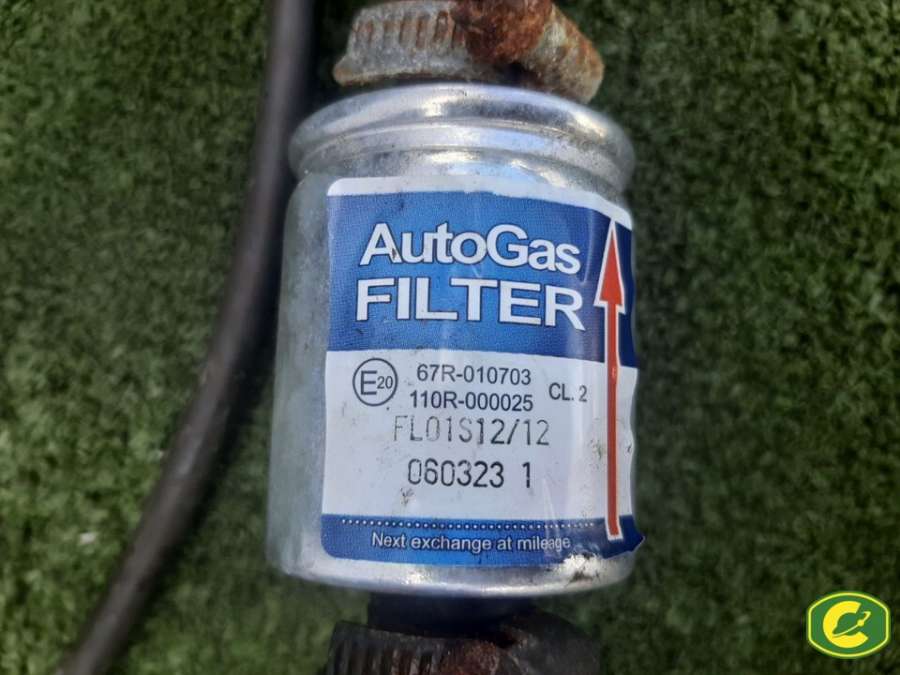 AutoGas
FILTER
E20
67R-010703
110R-000025
CL.2
FL01S12/12
060323 1
Next exchange at mileage
C